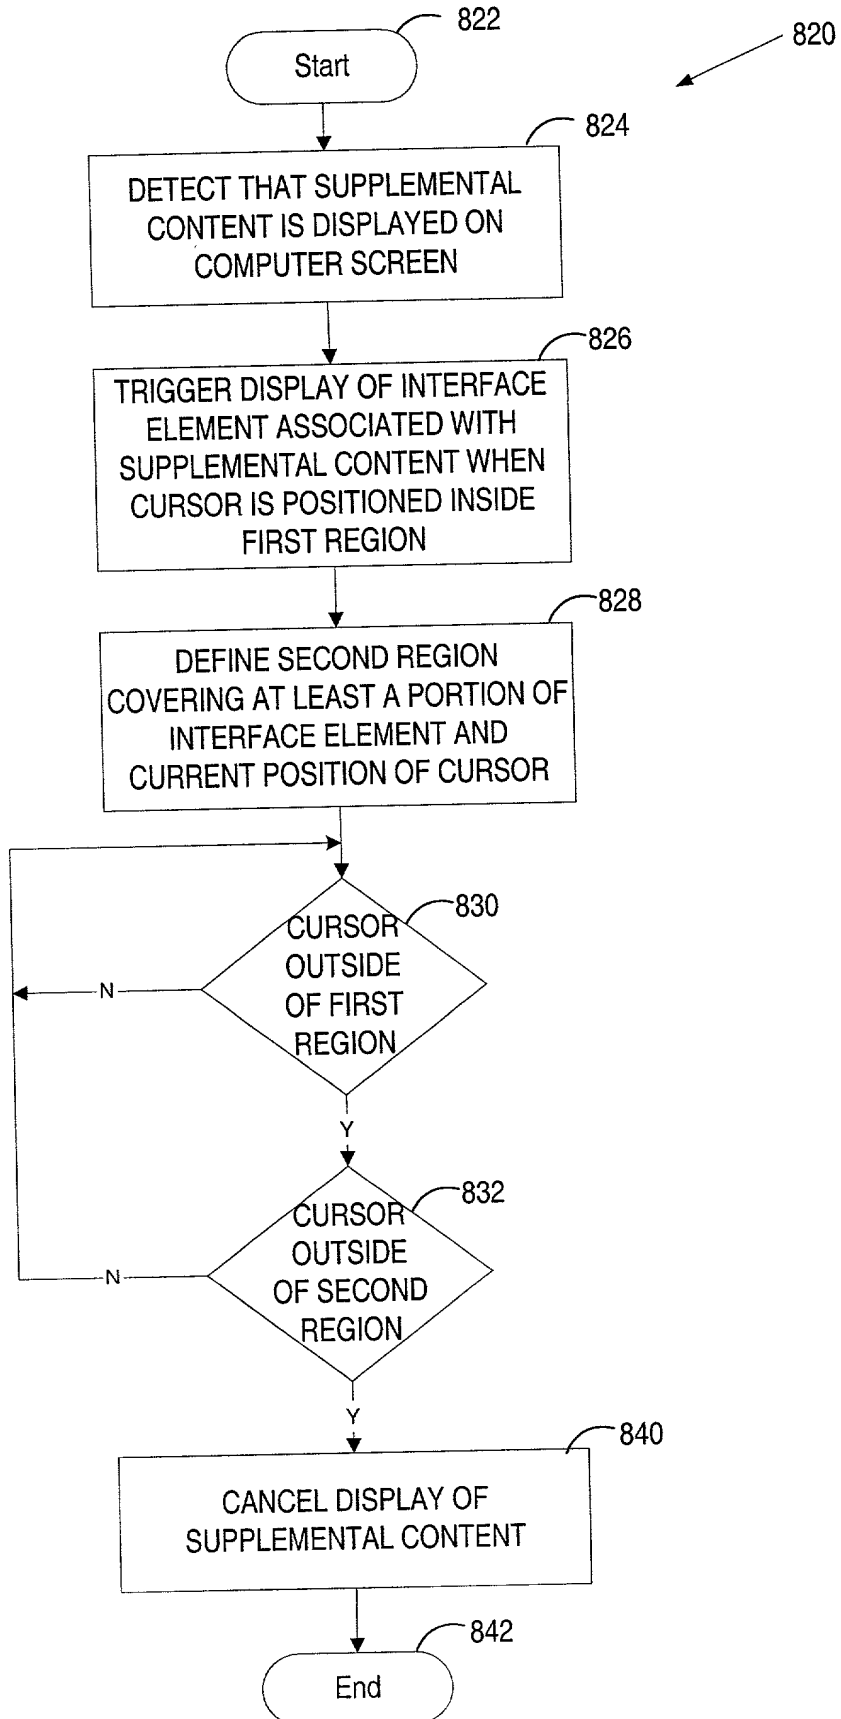 822
Start
820
824
DETECT THAT SUPPLEMENTAL
CONTENT IS DISPLAYED ON
COMPUTER SCREEN
826
TRIGGER DISPLAY OF INTERFACE
ELEMENT ASSOCIATED WITH
SUPPLEMENTAL CONTENT WHEN
CURSOR IS POSITIONED INSIDE
FIRST REGION
828
DEFINE SECOND REGION
COVERING AT LEAST A PORTION OF
INTERFACE ELEMENT AND
CURRENT POSITION OF CURSOR
830
CURSOR
OUTSIDE
OF FIRST
REGION
N
Y
832
CURSOR
OUTSIDE
OF SECOND
REGION
N
Y
840
CANCEL DISPLAY OF
SUPPLEMENTAL CONTENT
842
End